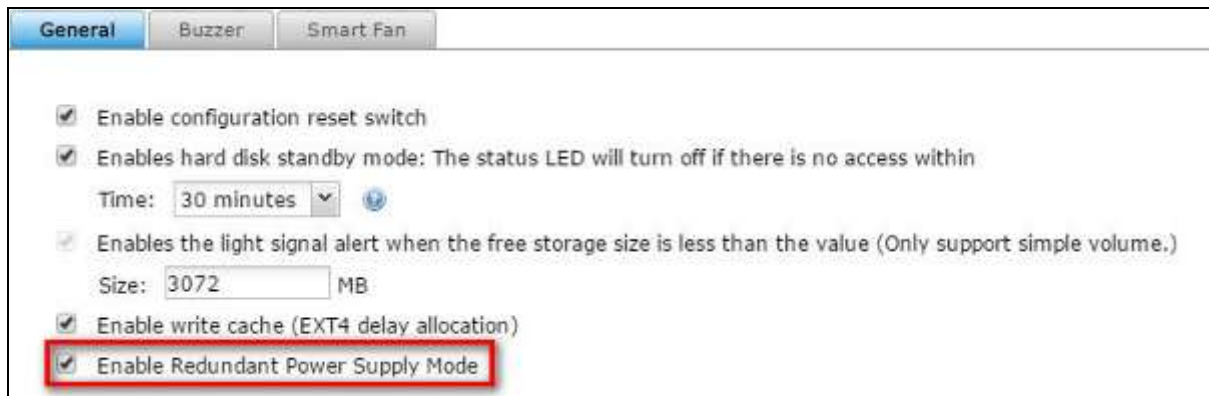 General Buzzer Smart Fan
Enable configuration reset switch
Enables hard disk standby mode: The status LED will turn off if there is no access within
Time: 30 minutes
Enables the light signal alert when the free storage size is less than the value (Only support simple volume.)
Size: 3072 MB
Enable write cache (EXT4 delay allocation)
Enable Redundant Power Supply Mode